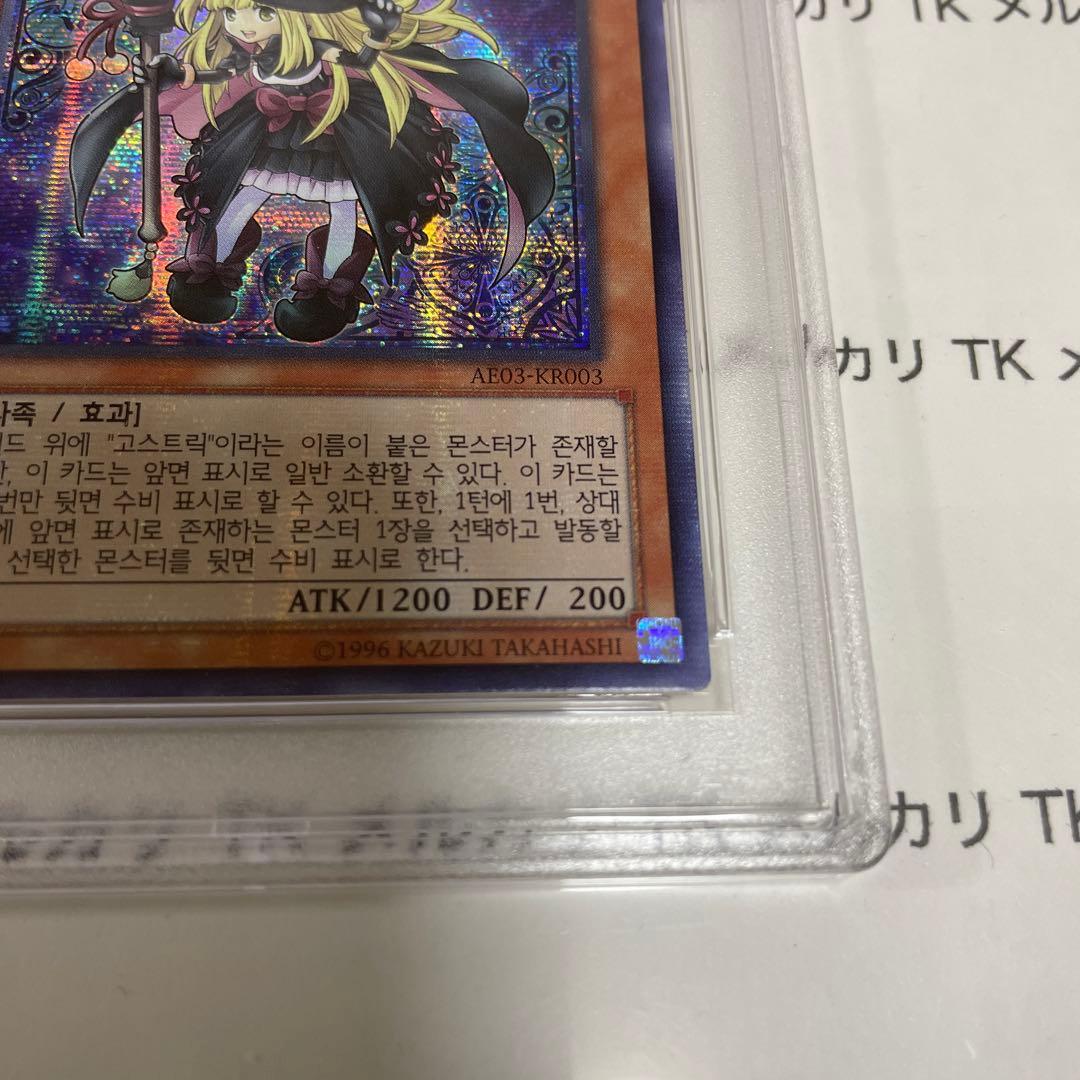 カリ TK メル
AE03-KR003
족 / 효과]
위에 "고스트릭"이라는 이름이 붙은 몬스터가 존재할
이 카드는 앞면 표시로 일반 소환할 수 있다. 이 카드는
번만 뒷면 수비 표시로 할 수 있다. 또한, 1턴에 1번, 상대
에 앞면 표시로 존재하는 몬스터 1장을 선택하고 발동할
선택한 몬스터를 뒷면 수비 표시로 한다.
ATK/1200 DEF/ 200
©1996 KAZUKI TAKAHASHI
カリ TK
カリ TK